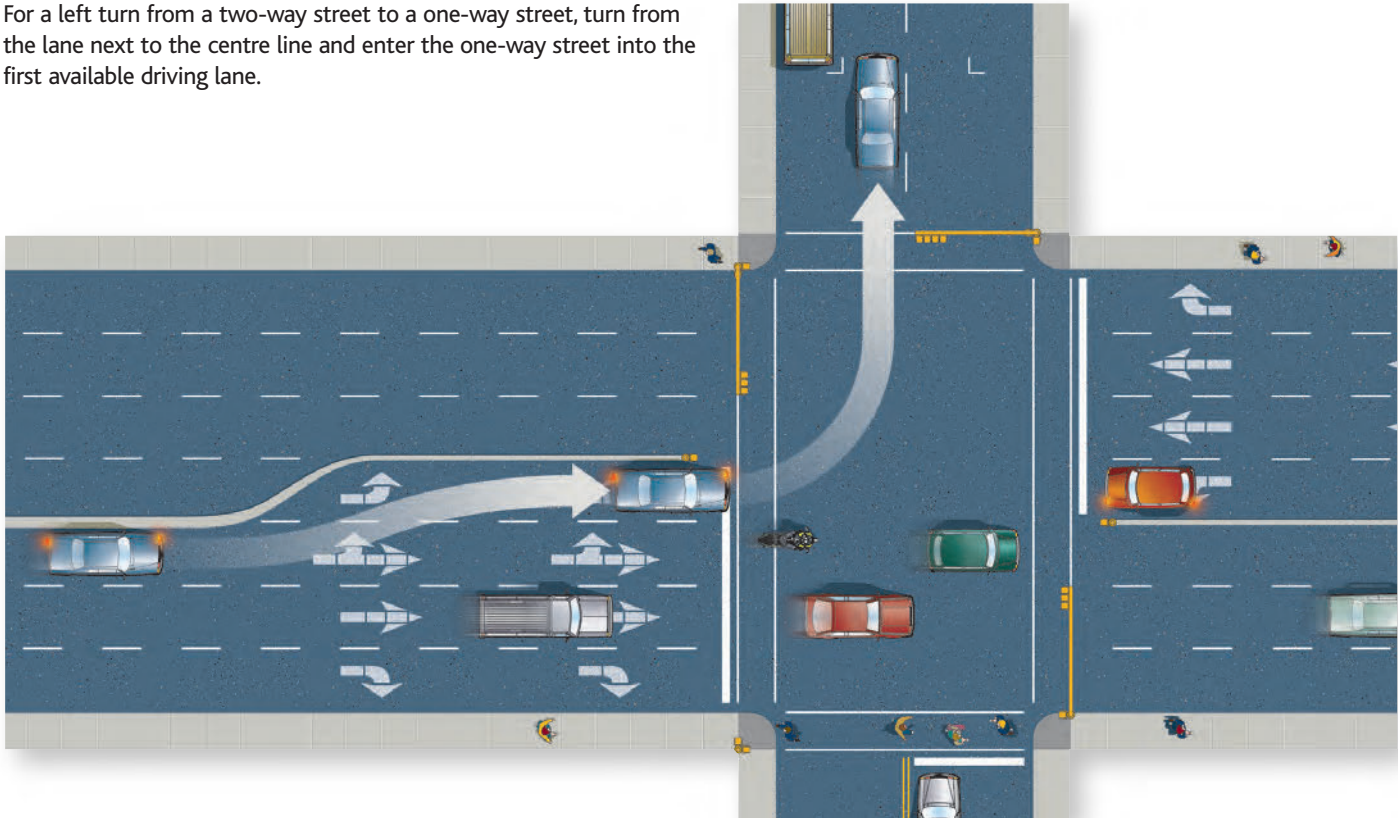 For a left turn from a two-way street to a one-way street, turn from
the lane next to the centre line and enter the one-way street into the
first available driving lane.